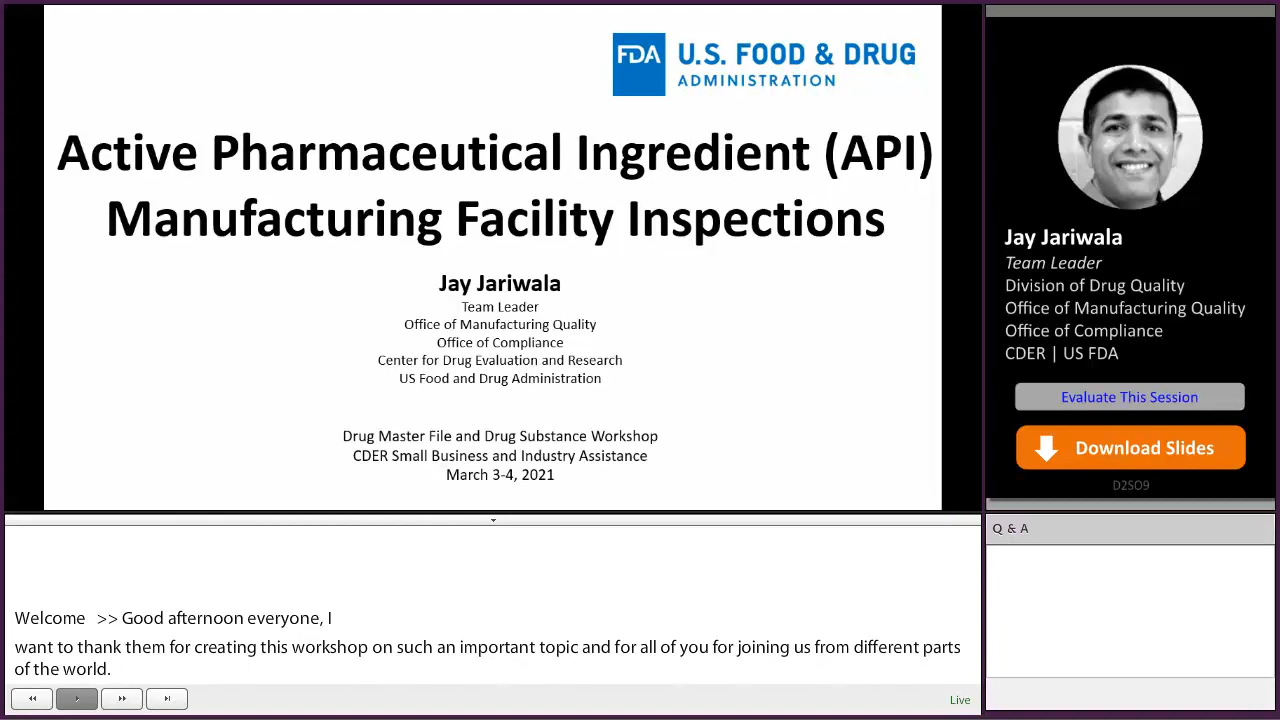 FDA U.S. FOOD & DRUG
ADMINISTRATION
Active Pharmaceutical Ingredient (API)
Manufacturing Facility Inspections
Jay Jariwala
Team Leader
Office of Manufacturing Quality
Office of Compliance
Center for Drug Evaluation and Research
US Food and Drug Administration
Drug Master File and Drug Substance Workshop
CDER Small Business and Industry Assistance
March 3-4, 2021
Jay Jariwala
Team Leader
Division of Drug Quality
Office of Manufacturing Quality
Office of Compliance
CDER | US FDA
Evaluate This Session
Download Slides
D2S09
Q & A
Welcome >> Good afternoon everyone, I
want to thank them for creating this workshop on such an important topic and for all of you for joining us from different parts
of the world.
Live